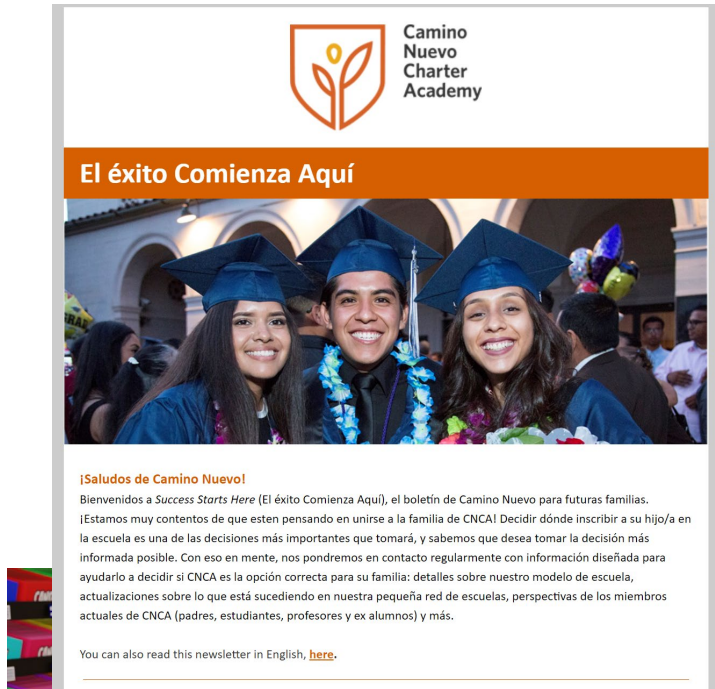 Camino
Nuevo
Charter
Academy
El éxito Comienza Aquí
GRAD
¡Saludos de Camino Nuevo!
Bienvenidos a Success Starts Here (El éxito Comienza Aquí), el boletín de Camino Nuevo para futuras familias.
¡Estamos muy contentos de que esten pensando en unirse a la familia de CNCA! Decidir dónde inscribir a su hijo/a en
la escuela es una de las decisiones más importantes que tomará, y sabemos que desea tomar la decisión más
informada posible. Con eso en mente, nos pondremos en contacto regularmente con información diseñada para
ayudarlo a decidir si CNCA es la opción correcta para su familia: detalles sobre nuestro modelo de escuela,
actualizaciones sobre lo que está sucediendo en nuestra pequeña red de escuelas, perspectivas de los miembros
actuales de CNCA (padres, estudiantes, profesores y ex alumnos) y más.
You can also read this newsletter in English, here.